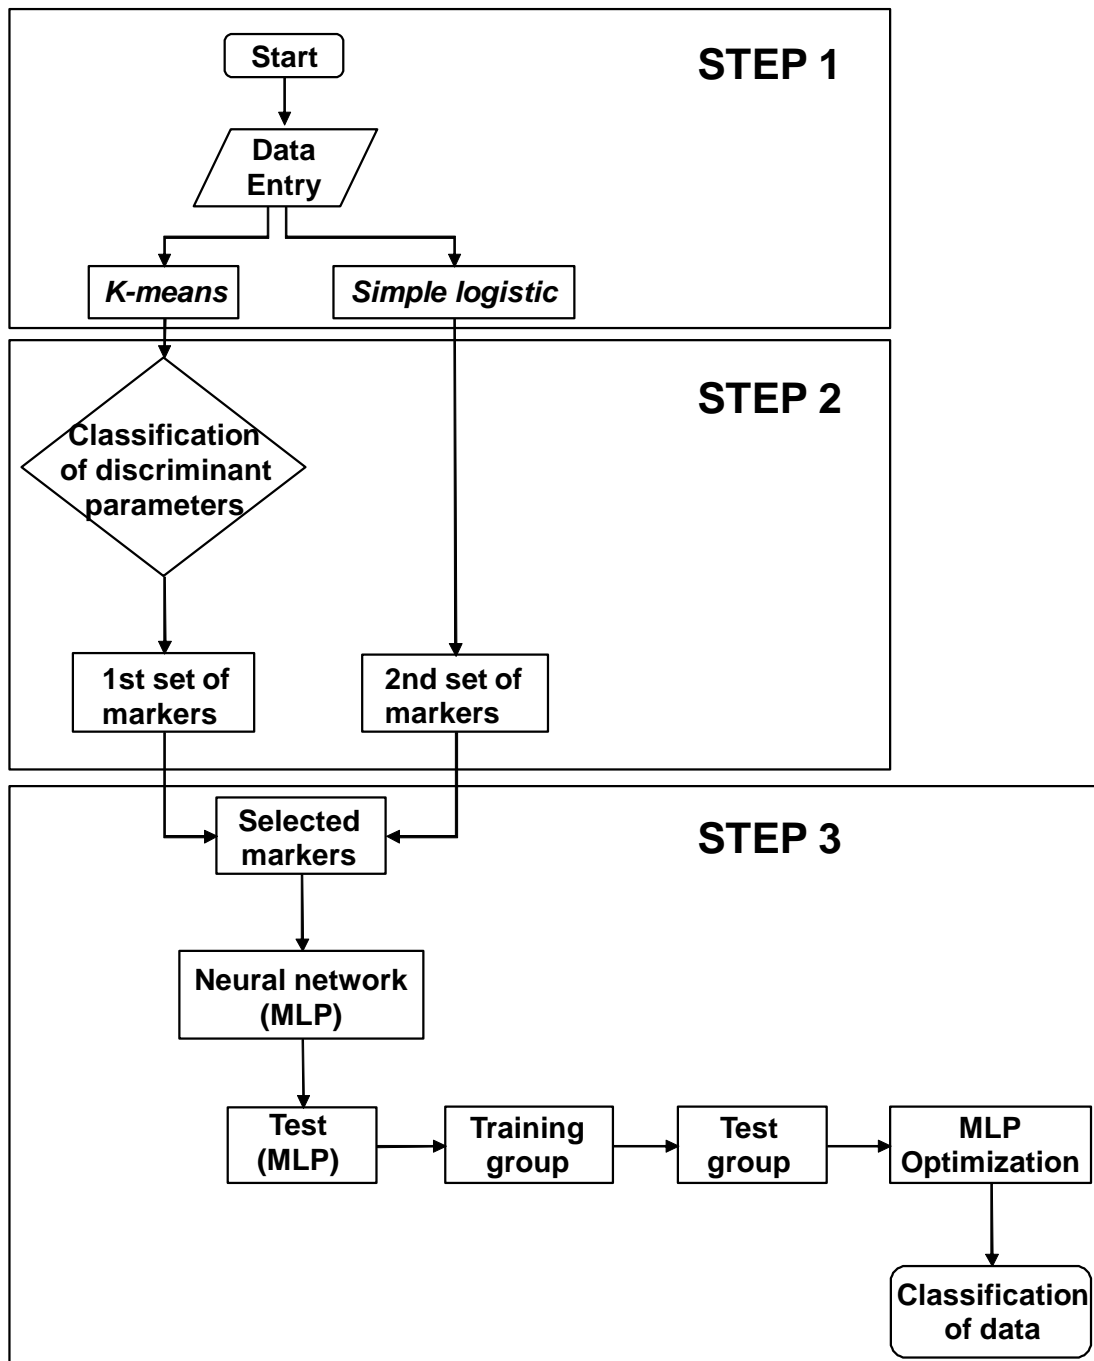 STEP 1
Start
Data
Entry
K-means
Simple logistic
STEP 2
Classification
of discriminant
parameters
1st set of
markers
2nd set of
markers
STEP 3
Selected
markers
Neural network
(MLP)
Test
(MLP)
Training
group
Test
group
MLP
Optimization
Classification
of data